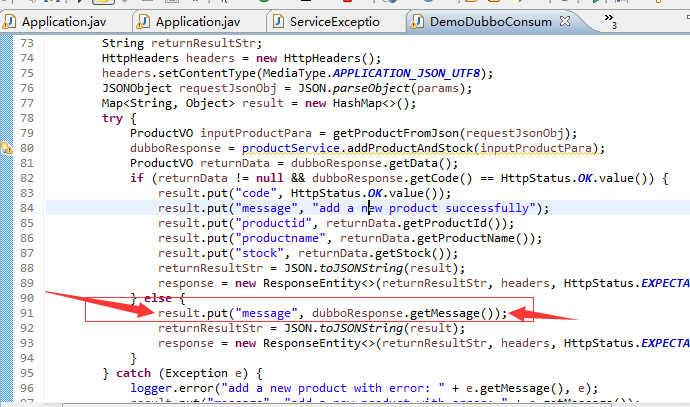 Application.jav
Application.jav
ServiceExceptio
DemoDubboConsum
»3
73 String returnResultStr;
74 HttpHeaders headers = new HttpHeaders();
75 headers.setContentType(MediaType.APPLICATION_JSON_UTF8);
76 JSONObject requestJsonObj = JSON.parseObject(params);
77 Map<String, Object> result = new HashMap<>();
78 try {
79 ProductVO inputProductPara = getProductFromJson(requestJsonObj);
80 dubboResponse = productService.addProductAndStock(inputProductPara);
81 ProductVO returnData = dubboResponse.getData();
82 if (returnData != null && dubboResponse.getCode() == HttpStatus.OK.value()) {
83 result.put("code", HttpStatus.OK.value());
84 result.put("message", "add a new product successfully");
85 result.put("productid", returnData.getProductId());
86 result.put("productname", returnData.getProductName());
87 result.put("stock", returnData.getStock());
88 returnResultStr = JSON.toJSONString(result);
89 response = new ResponseEntity<>(returnResultStr, headers, HttpStatus.EXPECTA
90 } else {
91 result.put("message", dubboResponse.getMessage());
92 returnResultStr = JSON.toJSONString(result);
93 response = new ResponseEntity<>(returnResultStr, headers, HttpStatus.EXPECTA
94 }
95 } catch (Exception e) {
96 logger.error("add a new product with error: " + e.getMessage(), e);